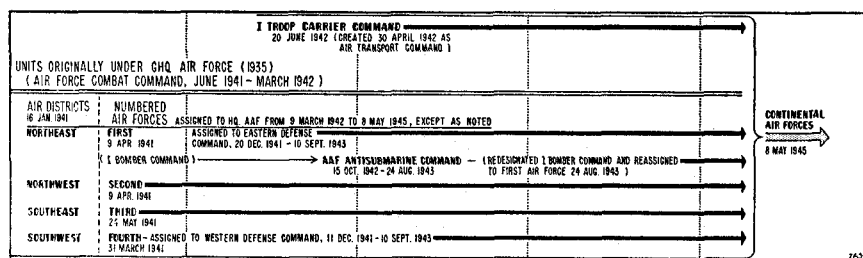 I TROOP CARRIER COMMAND
20 JUNE 1942 (CREATED 30 APRIL 1942 AS
AIR TRANSPORT COMMAND)
UNITS ORIGINALLY UNDER GHQ AIR FORCE (1935)
(AIR FORCE COMBAT COMMAND, JUNE 1941 - MARCH 1942)
AIR DISTRICTS
16 JAN. 1941
NUMBERED
AIR FORCES ASSIGNED TO HQ. AAF FROM 9 MARCH 1942 TO 8 MAY 1945, EXCEPT AS NOTED
NORTHEAST
FIRST
9 APR. 1941
ASSIGNED TO EASTERN DEFENSE
COMMAND, 20 DEC. 1941 - 10 SEPT. 1943
(I BOMBER COMMAND)
AAF ANTISUBMARINE COMMAND - (REDESIGNATED I BOMBER COMMAND AND REASSIGNED
15 OCT. 1942 - 24 AUG. 1943
TO FIRST AIR FORCE 24 AUG. 1943)
NORTHWEST
SECOND
9 APR. 1941
SOUTHEAST
THIRD
MAY 1941
SOUTHWEST
FOURTH - ASSIGNED TO WESTERN DEFENSE COMMAND, 11 DEC. 1941 - 10 SEPT. 1943
31 MARCH 1941
CONTINENTAL
AIR FORCES
8 MAY 1945